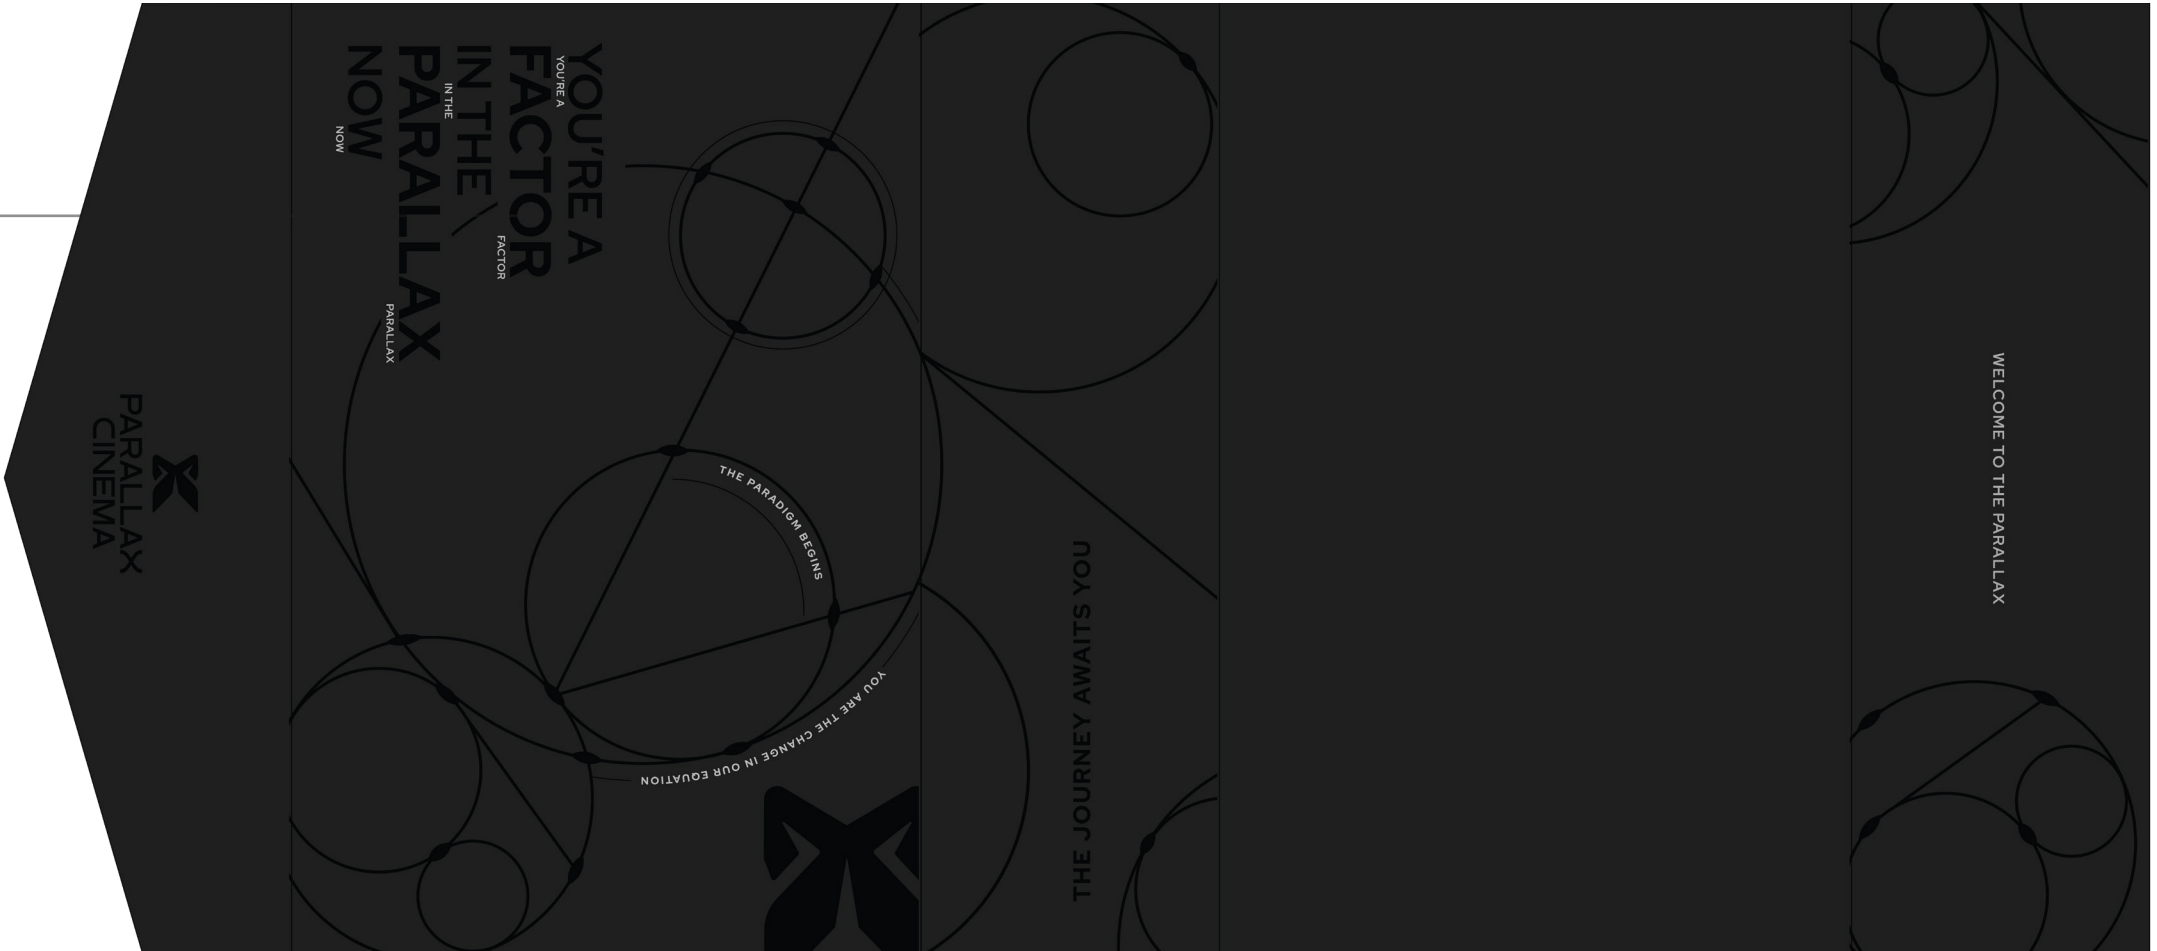 PARALLAX
CINEMA
YOU'RE A
FACTOR
IN THE
PARALLAX
NOW
YOU'RE A
FACTOR
IN THE
PARALLAX
NOW
THE PARADIGM BEGINS
YOU ARE THE CHANGE IN OUR EQUATION
THE JOURNEY AWAITS YOU
WELCOME TO THE PARALLAX